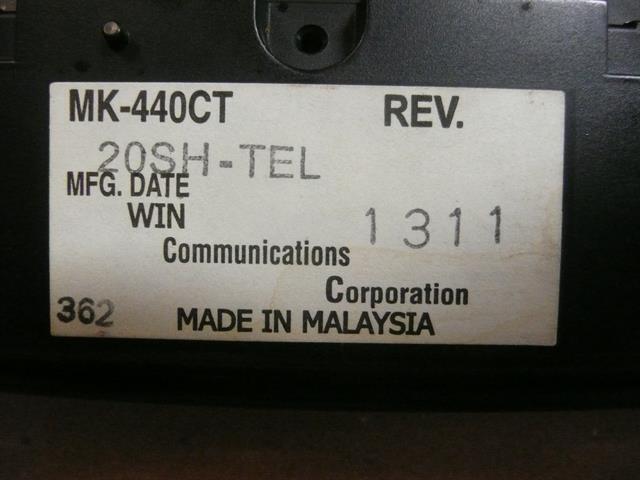 MK-440CT REV.
20SH-TEL
MFG. DATE
WIN 1311
Communications
Corporation
362 MADE IN MALAYSIA